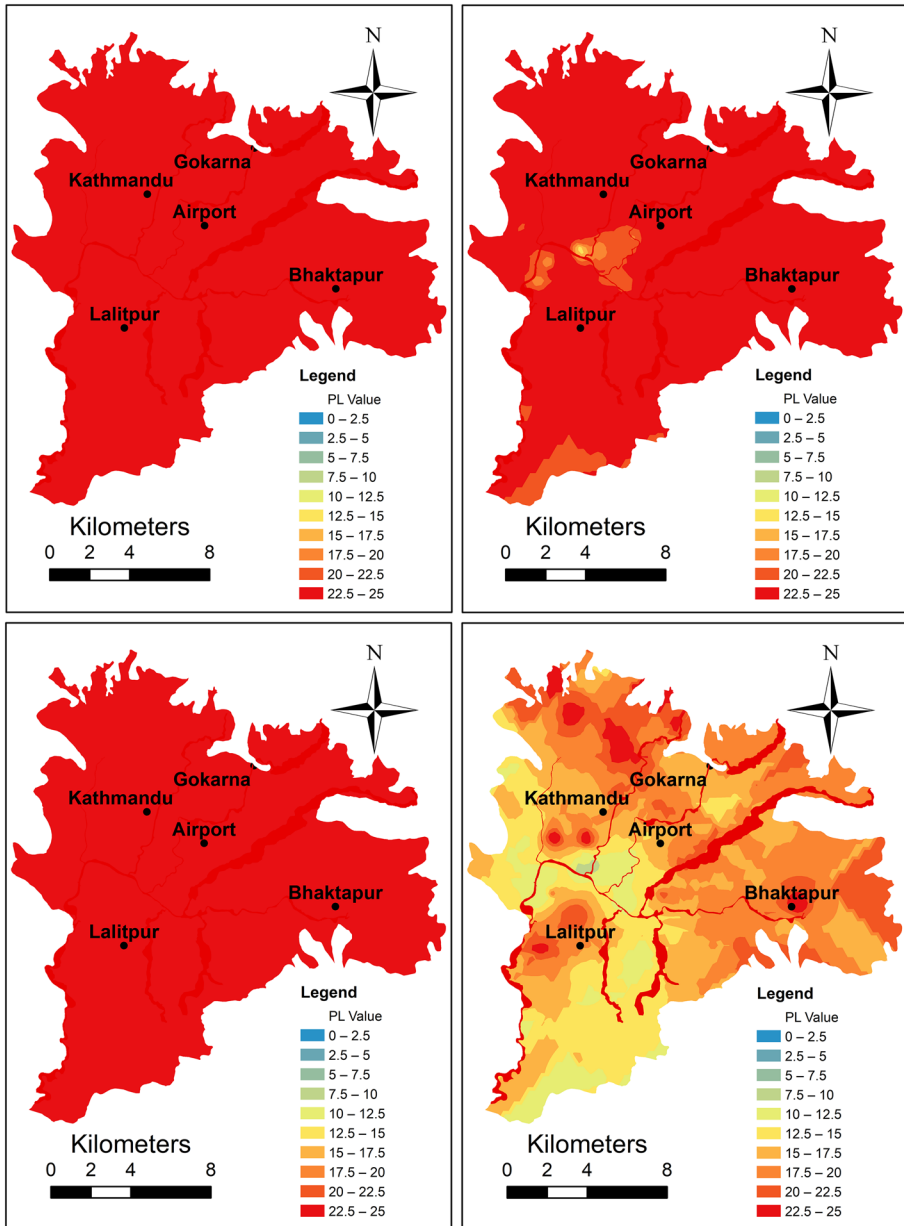 N
Gokarna
Kathmandu
Airport
Bhaktapur
Lalitpur
Legend
PL Value
0 – 2.5
2.5 – 5
5 – 7.5
7.5 – 10
10 – 12.5
12.5 – 15
15 – 17.5
17.5 – 20
20 – 22.5
22.5 – 25
Kilometers
0 2 4 8
N
Gokarna
Kathmandu
Airport
Bhaktapur
Lalitpur
Legend
PL Value
0 – 2.5
2.5 – 5
5 – 7.5
7.5 – 10
10 – 12.5
12.5 – 15
15 – 17.5
17.5 – 20
20 – 22.5
22.5 – 25
Kilometers
0 2 4 8
N
Gokarna
Kathmandu
Airport
Bhaktapur
Lalitpur
Legend
PL Value
0 – 2.5
2.5 – 5
5 – 7.5
7.5 – 10
10 – 12.5
12.5 – 15
15 – 17.5
17.5 – 20
20 – 22.5
22.5 – 25
Kilometers
0 2 4 8
N
Gokarna
Kathmandu
Airport
Bhaktapur
Lalitpur
Legend
PL Value
0 – 2.5
2.5 – 5
5 – 7.5
7.5 – 10
10 – 12.5
12.5 – 15
15 – 17.5
17.5 – 20
20 – 22.5
22.5 – 25
Kilometers
0 2 4 8